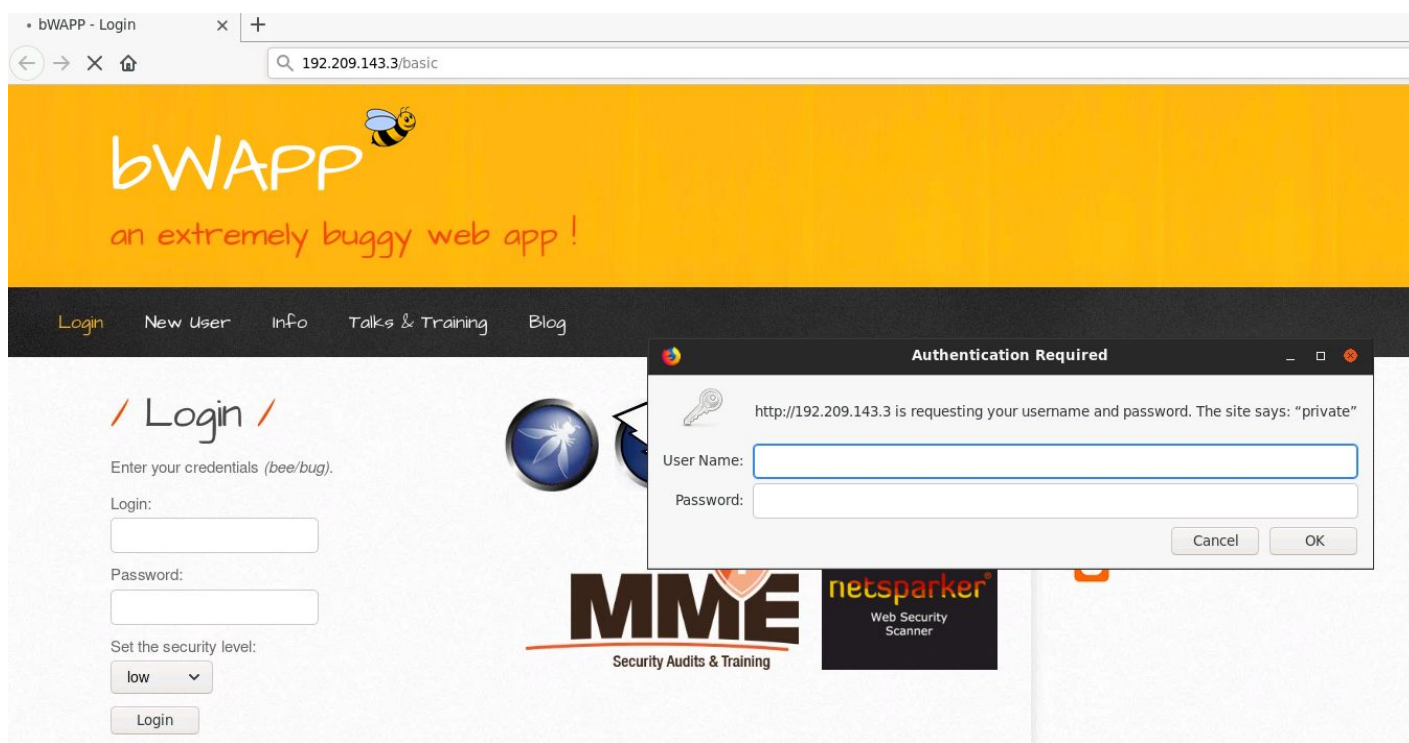 bWAPP - Login
192.209.143.3/basic
bWAPP
an extremely buggy web app !
Login New User Info Talks & Training Blog
/ Login /
Enter your credentials (bee/bug).
Login:
Password:
Set the security level:
low
Login
Authentication Required
http://192.209.143.3 is requesting your username and password. The site says: “private”
User Name:
Password:
Cancel OK
MME
Security Audits & Training
netsparker
Web Security
Scanner